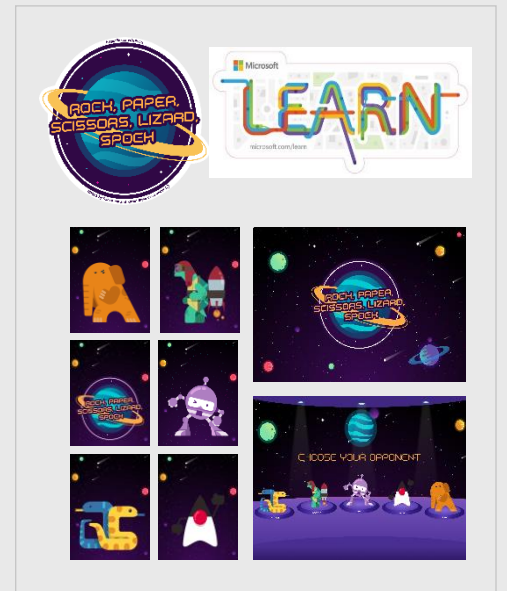 ROCK, PAPER,
SCISSORS, LIZARD,
SPOCK
Microsoft
LEARN
microsoft.com/learn
ROCK, PAPER,
SCISSORS, LIZARD,
SPOCK
ROCK, PAPER,
SCISSORS, LIZARD,
SPOCK
CHOOSE YOUR OPPONENT